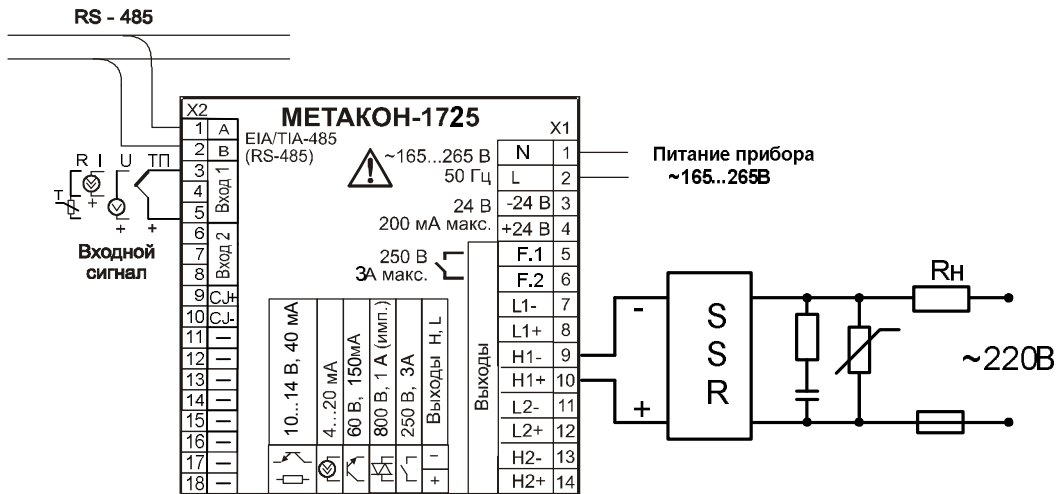 RS - 485
X2
МЕТАКОН-1725
X1
1 A
2 B
3
4
5
Вход 1
6
7
8
Вход 2
9 CJ+
10 CJ-
11 —
12 —
13 —
14 —
15 —
16 —
17 —
18 —
EIA/TIA-485
(RS-485)
R I U ТП
T
+ + +
Входной
сигнал
~165...265 В
50 Гц
24 В
200 мА макс.
250 В
3А макс.
N 1
L 2
-24 В 3
+24 В 4
F.1 5
F.2 6
L1- 7
L1+ 8
H1- 9
H1+ 10
L2- 11
L2+ 12
H2- 13
H2+ 14
Выходы
10...14 В, 40 мА
4...20 мА
60 В, 150мА
800 В, 1 А (имп.)
250 В, 3А
Выходы H, L
−
+
Питание прибора
~165...265В
-
+
SSR
Rн
~220В